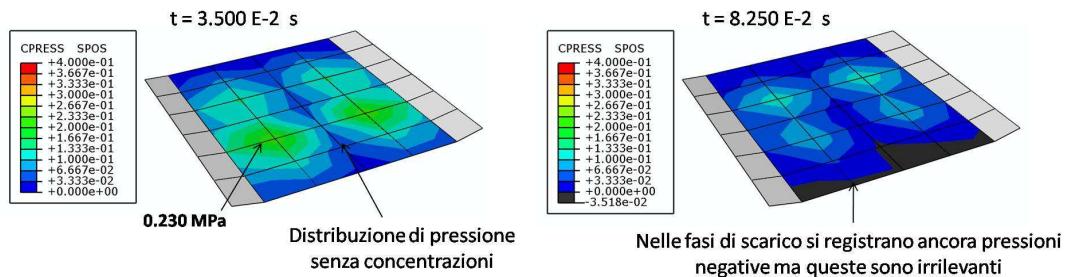 t = 3.500 E-2 s
CPRESS SPOS
+4.000e-01
+3.667e-01
+3.333e-01
+3.000e-01
+2.667e-01
+2.333e-01
+2.000e-01
+1.667e-01
+1.333e-01
+1.000e-01
+6.667e-02
+3.333e-02
+0.000e+00
0.230 MPa
Distribuzione di pressione
senza concentrazioni
t = 8.250 E-2 s
CPRESS SPOS
+4.000e-01
+3.667e-01
+3.333e-01
+3.000e-01
+2.667e-01
+2.333e-01
+2.000e-01
+1.667e-01
+1.333e-01
+1.000e-01
+6.667e-02
+3.333e-02
+0.000e+00
-3.518e-02
Nelle fasi di scarico si registrano ancora pressioni
negative ma queste sono irrilevanti